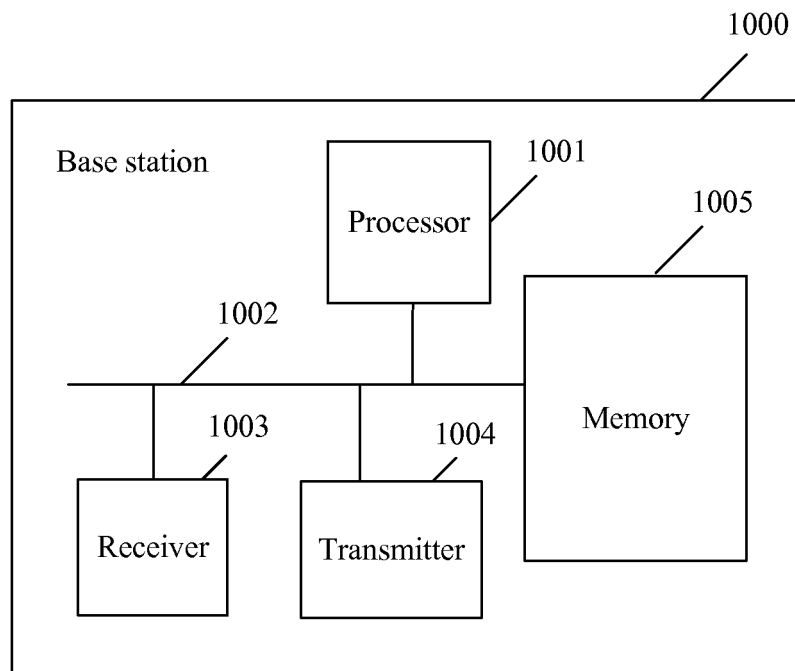 1000
Base station
1001
Processor
1005
1002
Memory
1003
1004
Receiver
Transmitter